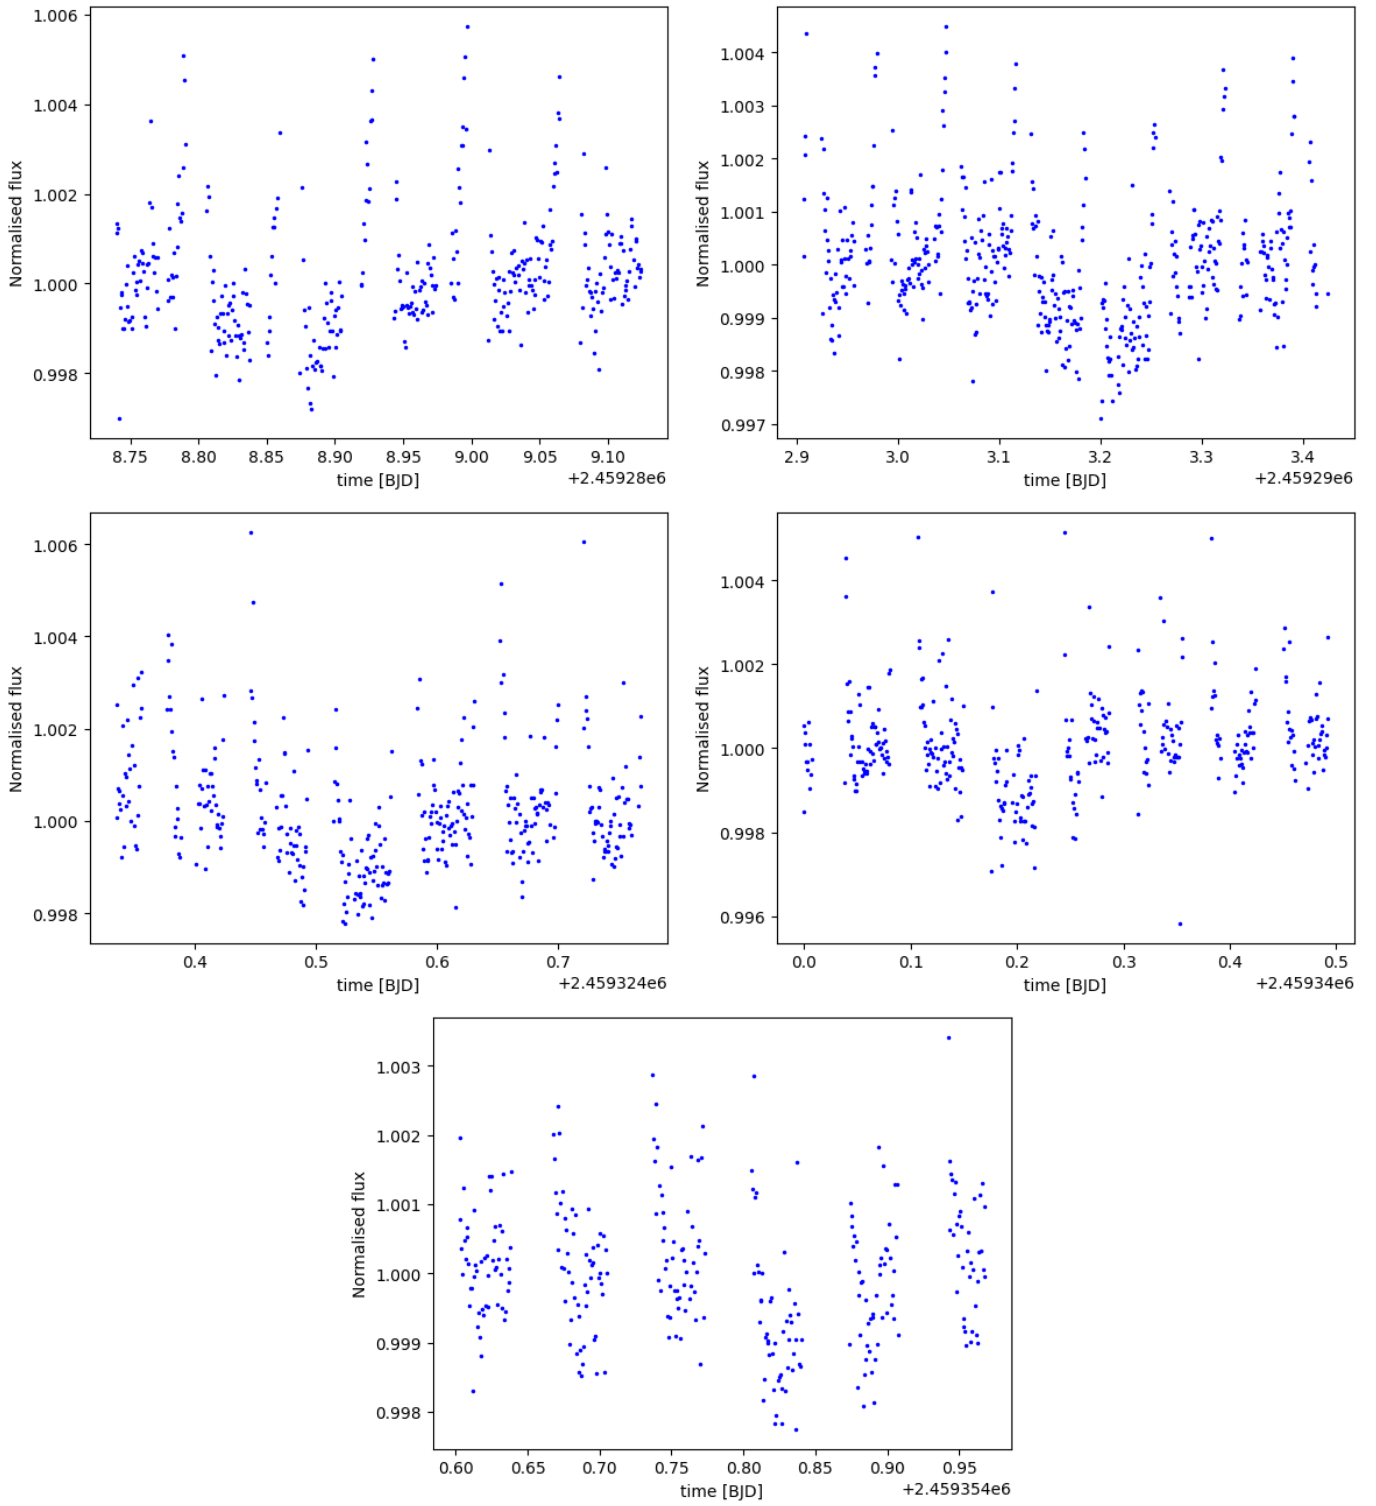 1.006
1.004
1.002
1.000
0.998
Normalised flux
8.75 8.80 8.85 8.90 8.95 9.00 9.05 9.10
time [BJD] +2.45928e6
1.004
1.003
1.002
1.001
1.000
0.999
0.998
0.997
Normalised flux
2.9 3.0 3.1 3.2 3.3 3.4
time [BJD] +2.45929e6
1.006
1.004
1.002
1.000
0.998
Normalised flux
0.4 0.5 0.6 0.7
time [BJD] +2.459324e6
1.004
1.002
1.000
0.998
0.996
Normalised flux
0.0 0.1 0.2 0.3 0.4 0.5
time [BJD] +2.45934e6
1.003
1.002
1.001
1.000
0.999
0.998
Normalised flux
0.60 0.65 0.70 0.75 0.80 0.85 0.90 0.95
time [BJD] +2.459354e6